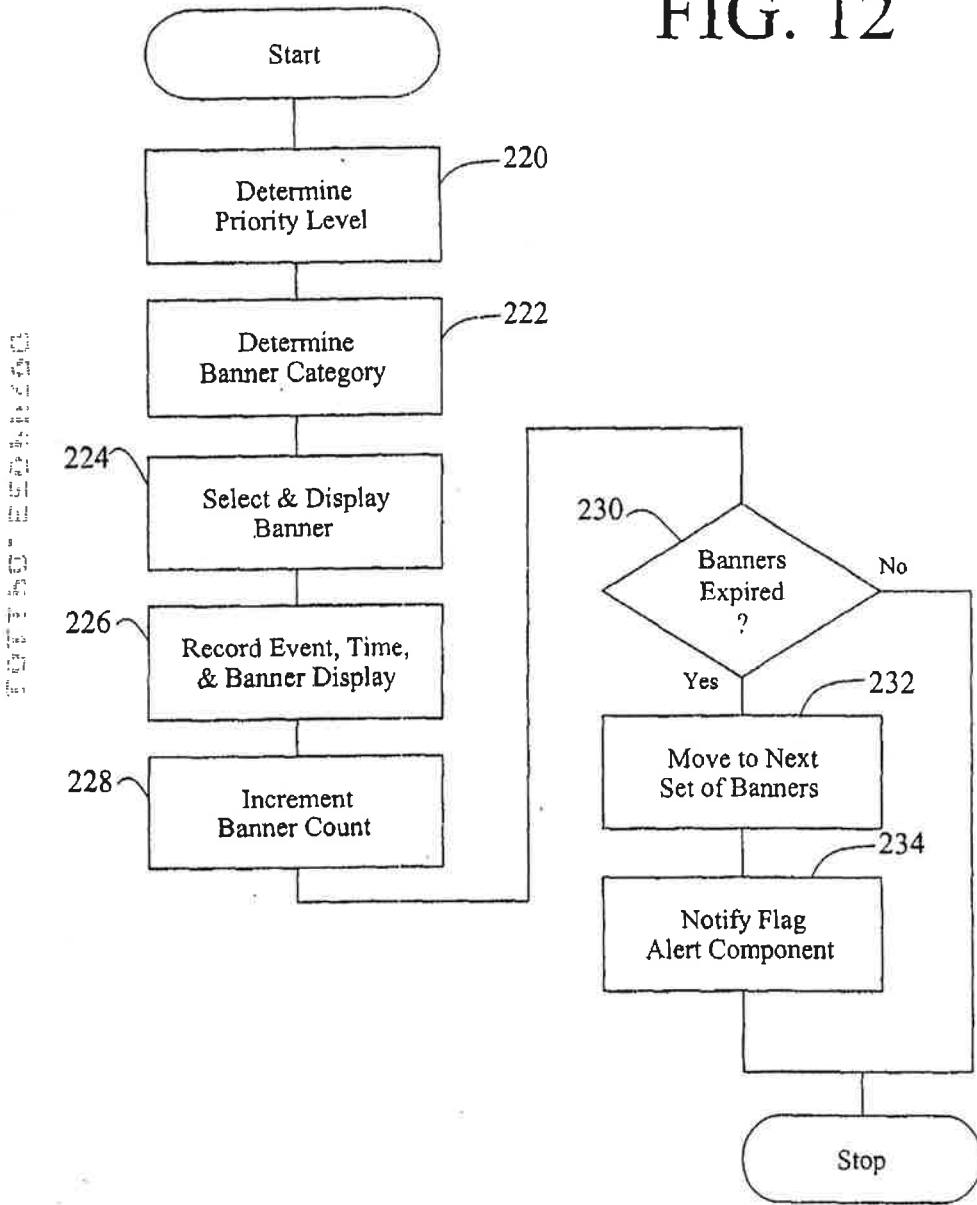 FIG. 12
Start
220
Determine
Priority Level
222
Determine
Banner Category
224
Select & Display
Banner
226
Record Event, Time,
& Banner Display
228
Increment
Banner Count
230
Banners
Expired
?
No
Yes
232
Move to Next
Set of Banners
234
Notify Flag
Alert Component
Stop